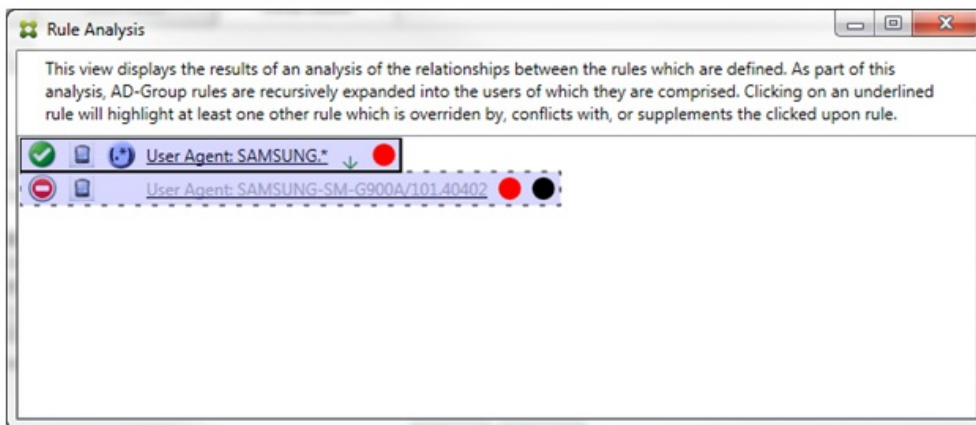 Rule Analysis
This view displays the results of an analysis of the relationships between the rules which are defined. As part of this
analysis, AD-Group rules are recursively expanded into the users of which they are comprised. Clicking on an underlined
rule will highlight at least one other rule which is overriden by, conflicts with, or supplements the clicked upon rule.
(.*) User Agent: SAMSUNG.*
User Agent: SAMSUNG-SM-G900A/101.40402